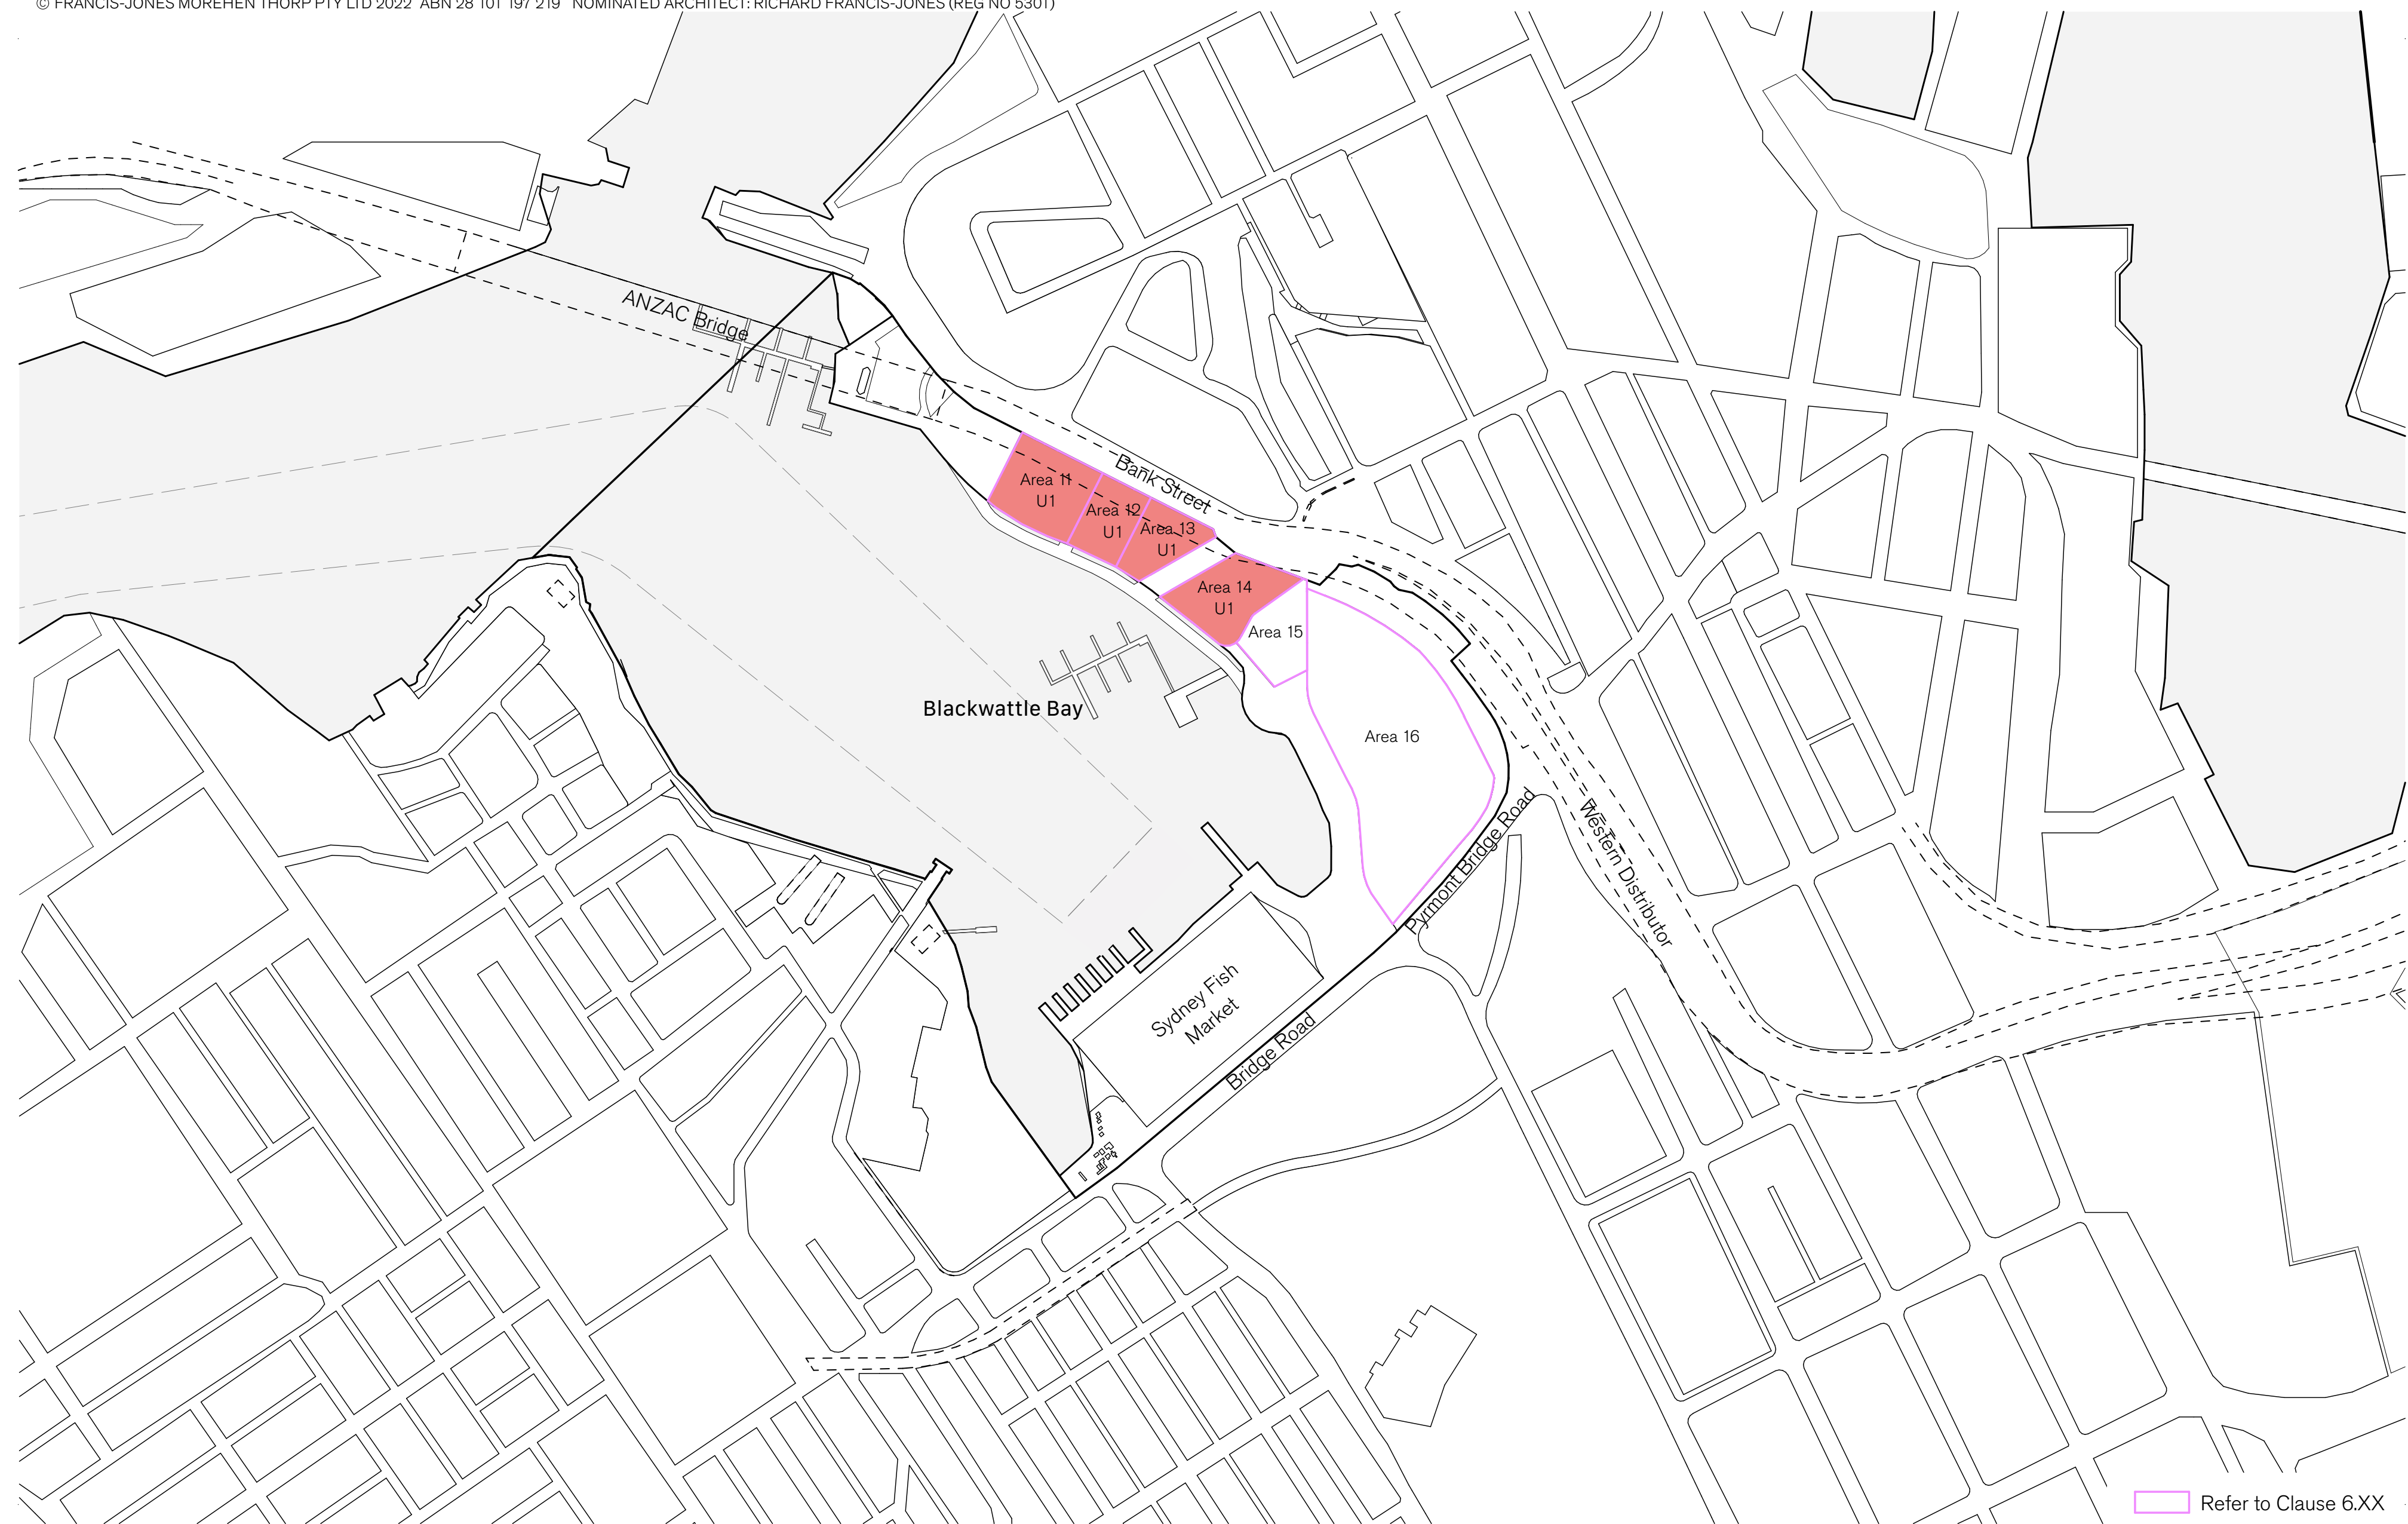 © FRANCIS-JONES MOREHEN THORP PTY LTD 2022 ABN 28 101 197 219 NOMINATED ARCHITECT: RICHARD FRANCIS-JONES (REG NO 5301)
ANZAC Bridge
Bank Street
Area 11
U1
Area 12
U1
Area 13
U1
Area 14
U1
Area 15
Blackwattle Bay
Area 16
Pyrmont Bridge Road
Western Distributor
Sydney Fish
Market
Bridge Road
Refer to Clause 6.XX